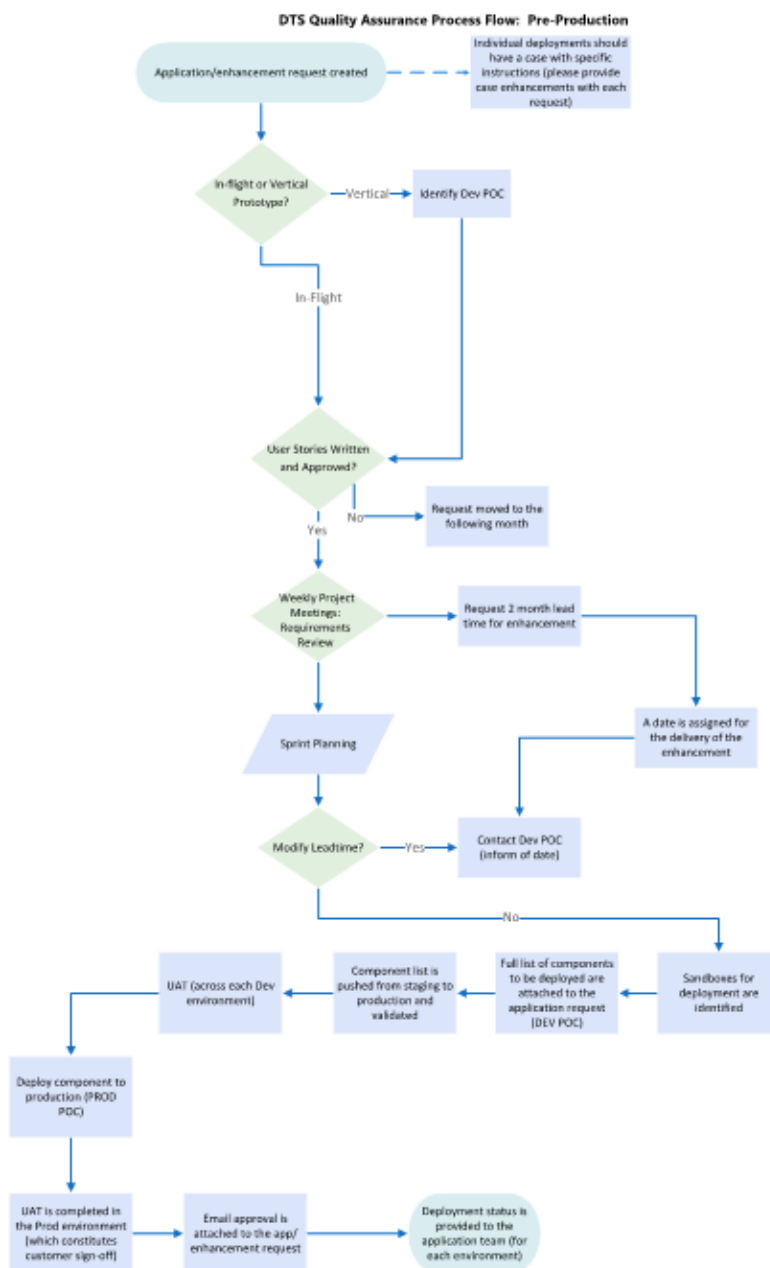 DTS Quality Assurance Process Flow: Pre-Production
Application/enhancement request created
Individual deployments should
have a case with specific
instructions (please provide
case enhancements with each
request)
In-flight or Vertical
Prototype?
Vertical
Identify Dev POC
In-Flight
User Stories Written
and Approved?
No
Request moved to the
following month
Yes
Weekly Project
Meetings:
Requirements
Review
Request 2 month lead
time for enhancement
A date is assigned for
the delivery of the
enhancement
Sprint Planning
Modify Leadtime?
Yes
Contact Dev POC
(inform of date)
No
Sandboxes for
deployment are
identified
Full list of components
to be deployed are
attached to the
application request
(DEV POC)
Component list is
pushed from staging to
production and
validated
UAT (across each Dev
environment)
Deploy component to
production (PROD
POC)
UAT is completed in
the Prod environment
(which constitutes
customer sign-off)
Email approval is
attached to the app/
enhancement request
Deployment status is
provided to the
application team (for
each environment)